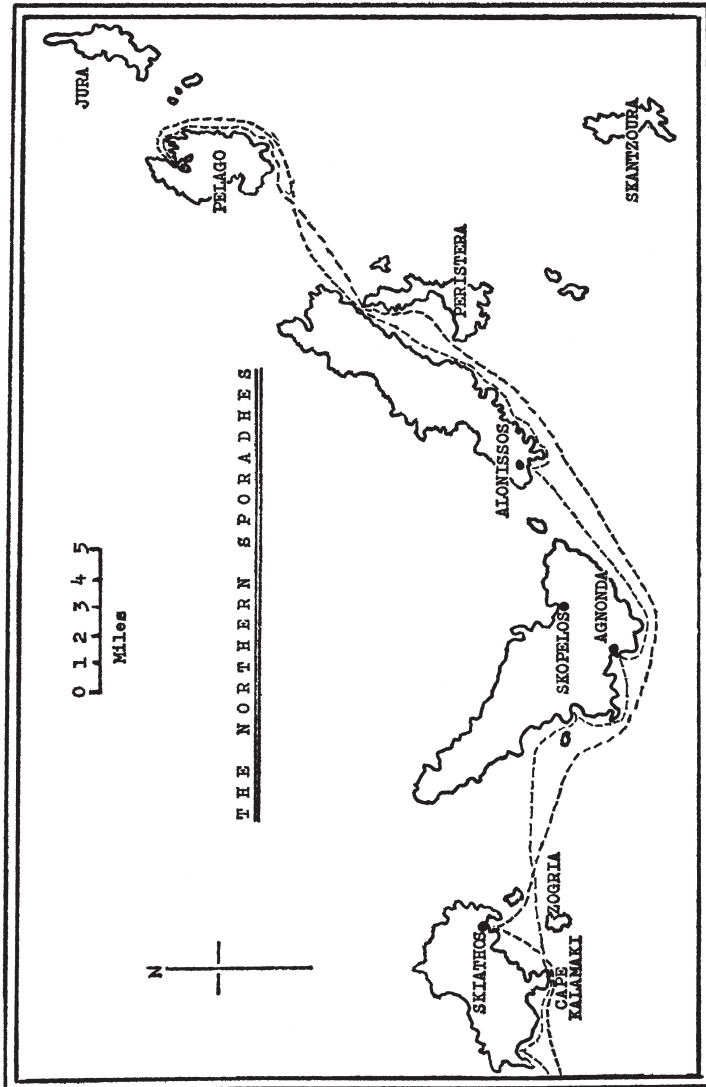 THE NORTHERN SPORADHES
0 1 2 3 4 5
Miles
N
JURA
PELAGO
SKANTZOURA
PERISTERA
ALONISSOS
SKOPELOS
AGNONDA
SKIATHOS
ZOGRIA
CAPE
KALAMAKI